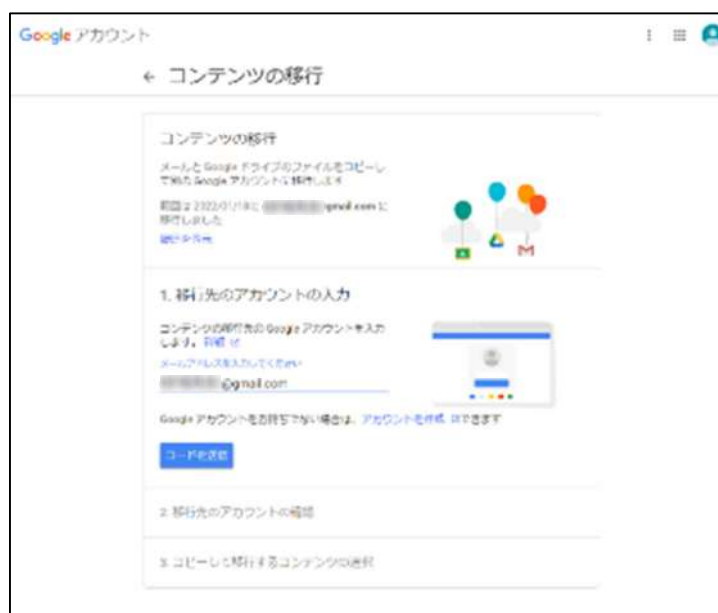 Google アカウント
← コンテンツの移行
コンテンツの移行
メールと Google ドライブのファイルをコピーし
て別の Google アカウントに移行します
前回は 2022/01/18 に @gmail.com に
移行しました
履歴を表示
1. 移行先のアカウントの入力
コンテンツの移行先の Google アカウントを入力
します。詳細
メールアドレスを入力してください
@gmail.com
Google アカウントをお持ちでない場合は、アカウントを作成 できます
コードを送信
2. 移行先のアカウントの確認
3. コピーして移行するコンテンツの選択